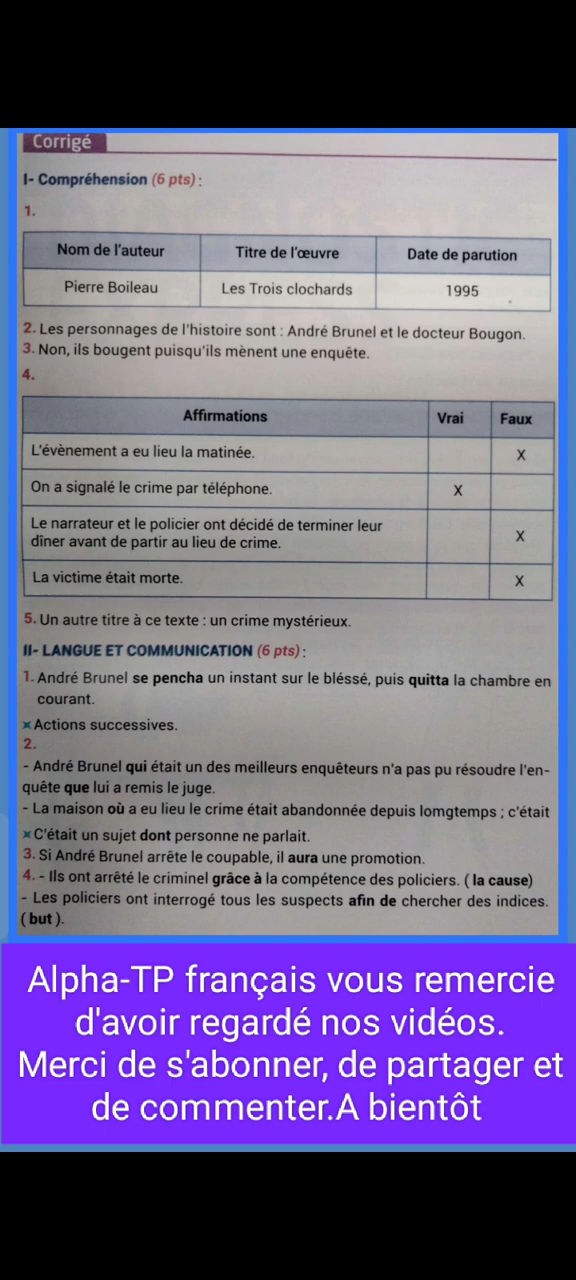 Corrigé
I- Compréhension (6 pts) :
1.
Nom de l'auteur Titre de l'œuvre Date de parution
Pierre Boileau Les Trois clochards 1995
2. Les personnages de l'histoire sont : André Brunel et le docteur Bougon.
3. Non, ils bougent puisqu'ils mènent une enquête.
4.
Affirmations Vrai Faux
L'évènement a eu lieu la matinée. X
On a signalé le crime par téléphone. X
Le narrateur et le policier ont décidé de terminer leur
dîner avant de partir au lieu de crime. X
La victime était morte. X
5. Un autre titre à ce texte : un crime mystérieux.
II- LANGUE ET COMMUNICATION (6 pts) :
1. André Brunel se pencha un instant sur le bléssé, puis quitta la chambre en
courant.
× Actions successives.
2.
- André Brunel qui était un des meilleurs enquêteurs n'a pas pu résoudre l'en-
quête que lui a remis le juge.
- La maison où a eu lieu le crime était abandonnée depuis lomgtemps ; c'était
× C'était un sujet dont personne ne parlait.
3. Si André Brunel arrête le coupable, il aura une promotion.
4. - Ils ont arrêté le criminel grâce à la compétence des policiers. ( la cause)
- Les policiers ont interrogé tous les suspects afin de chercher des indices.
( but ).
Alpha-TP français vous remercie
d'avoir regardé nos vidéos.
Merci de s'abonner, de partager et
de commenter.A bientôt